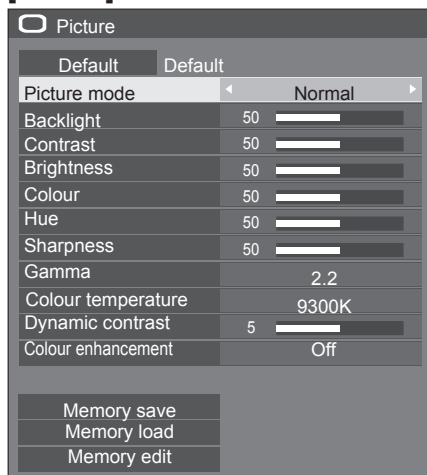 Picture
Default Default
Picture mode Normal
Backlight 50
Contrast 50
Brightness 50
Colour 50
Hue 50
Sharpness 50
Gamma 2.2
Colour temperature 9300K
Dynamic contrast 5
Colour enhancement Off
Memory save
Memory load
Memory edit